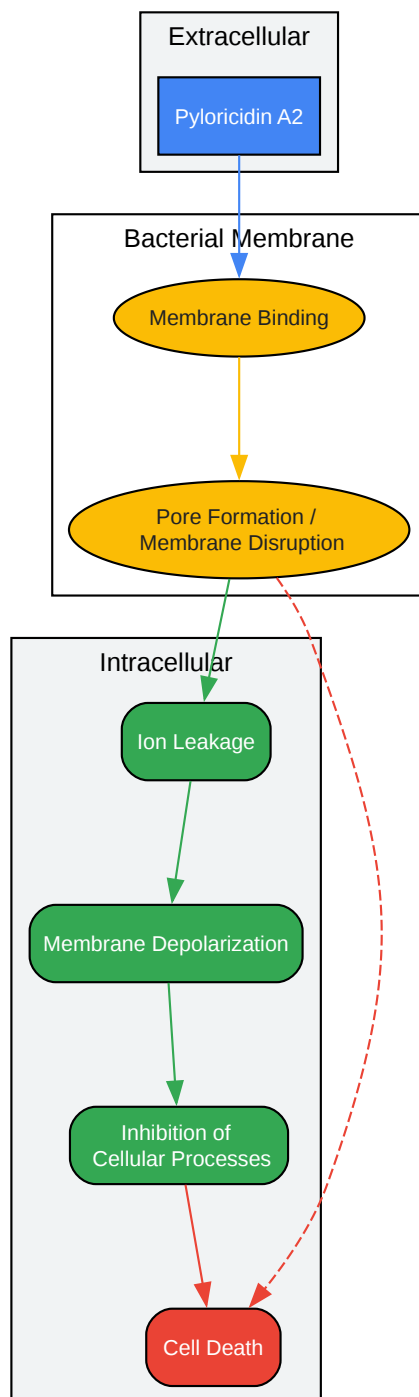 Extracellular
Pyloricidin A2
Bacterial Membrane
Membrane Binding
Pore Formation /
Membrane Disruption
Intracellular
Ion Leakage
Membrane Depolarization
Inhibition of
Cellular Processes
Cell Death